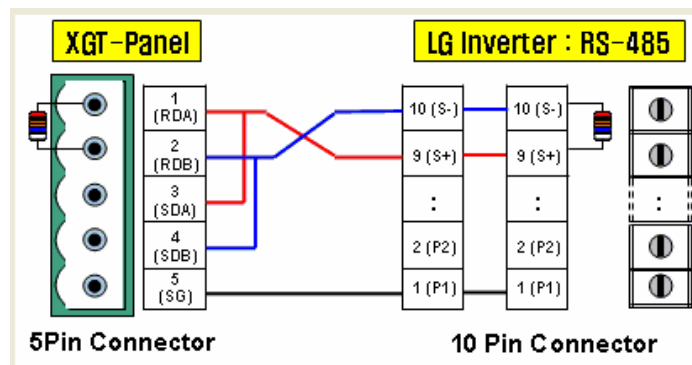 XGT-Panel
LG Inverter : RS-485
1
(RDA)
2
(RDB)
3
(SDA)
4
(SDB)
5
(SG)
10 (S-)
9 (S+)
:
2 (P2)
1 (P1)
10 (S-)
9 (S+)
:
2 (P2)
1 (P1)
:
5Pin Connector
10 Pin Connector